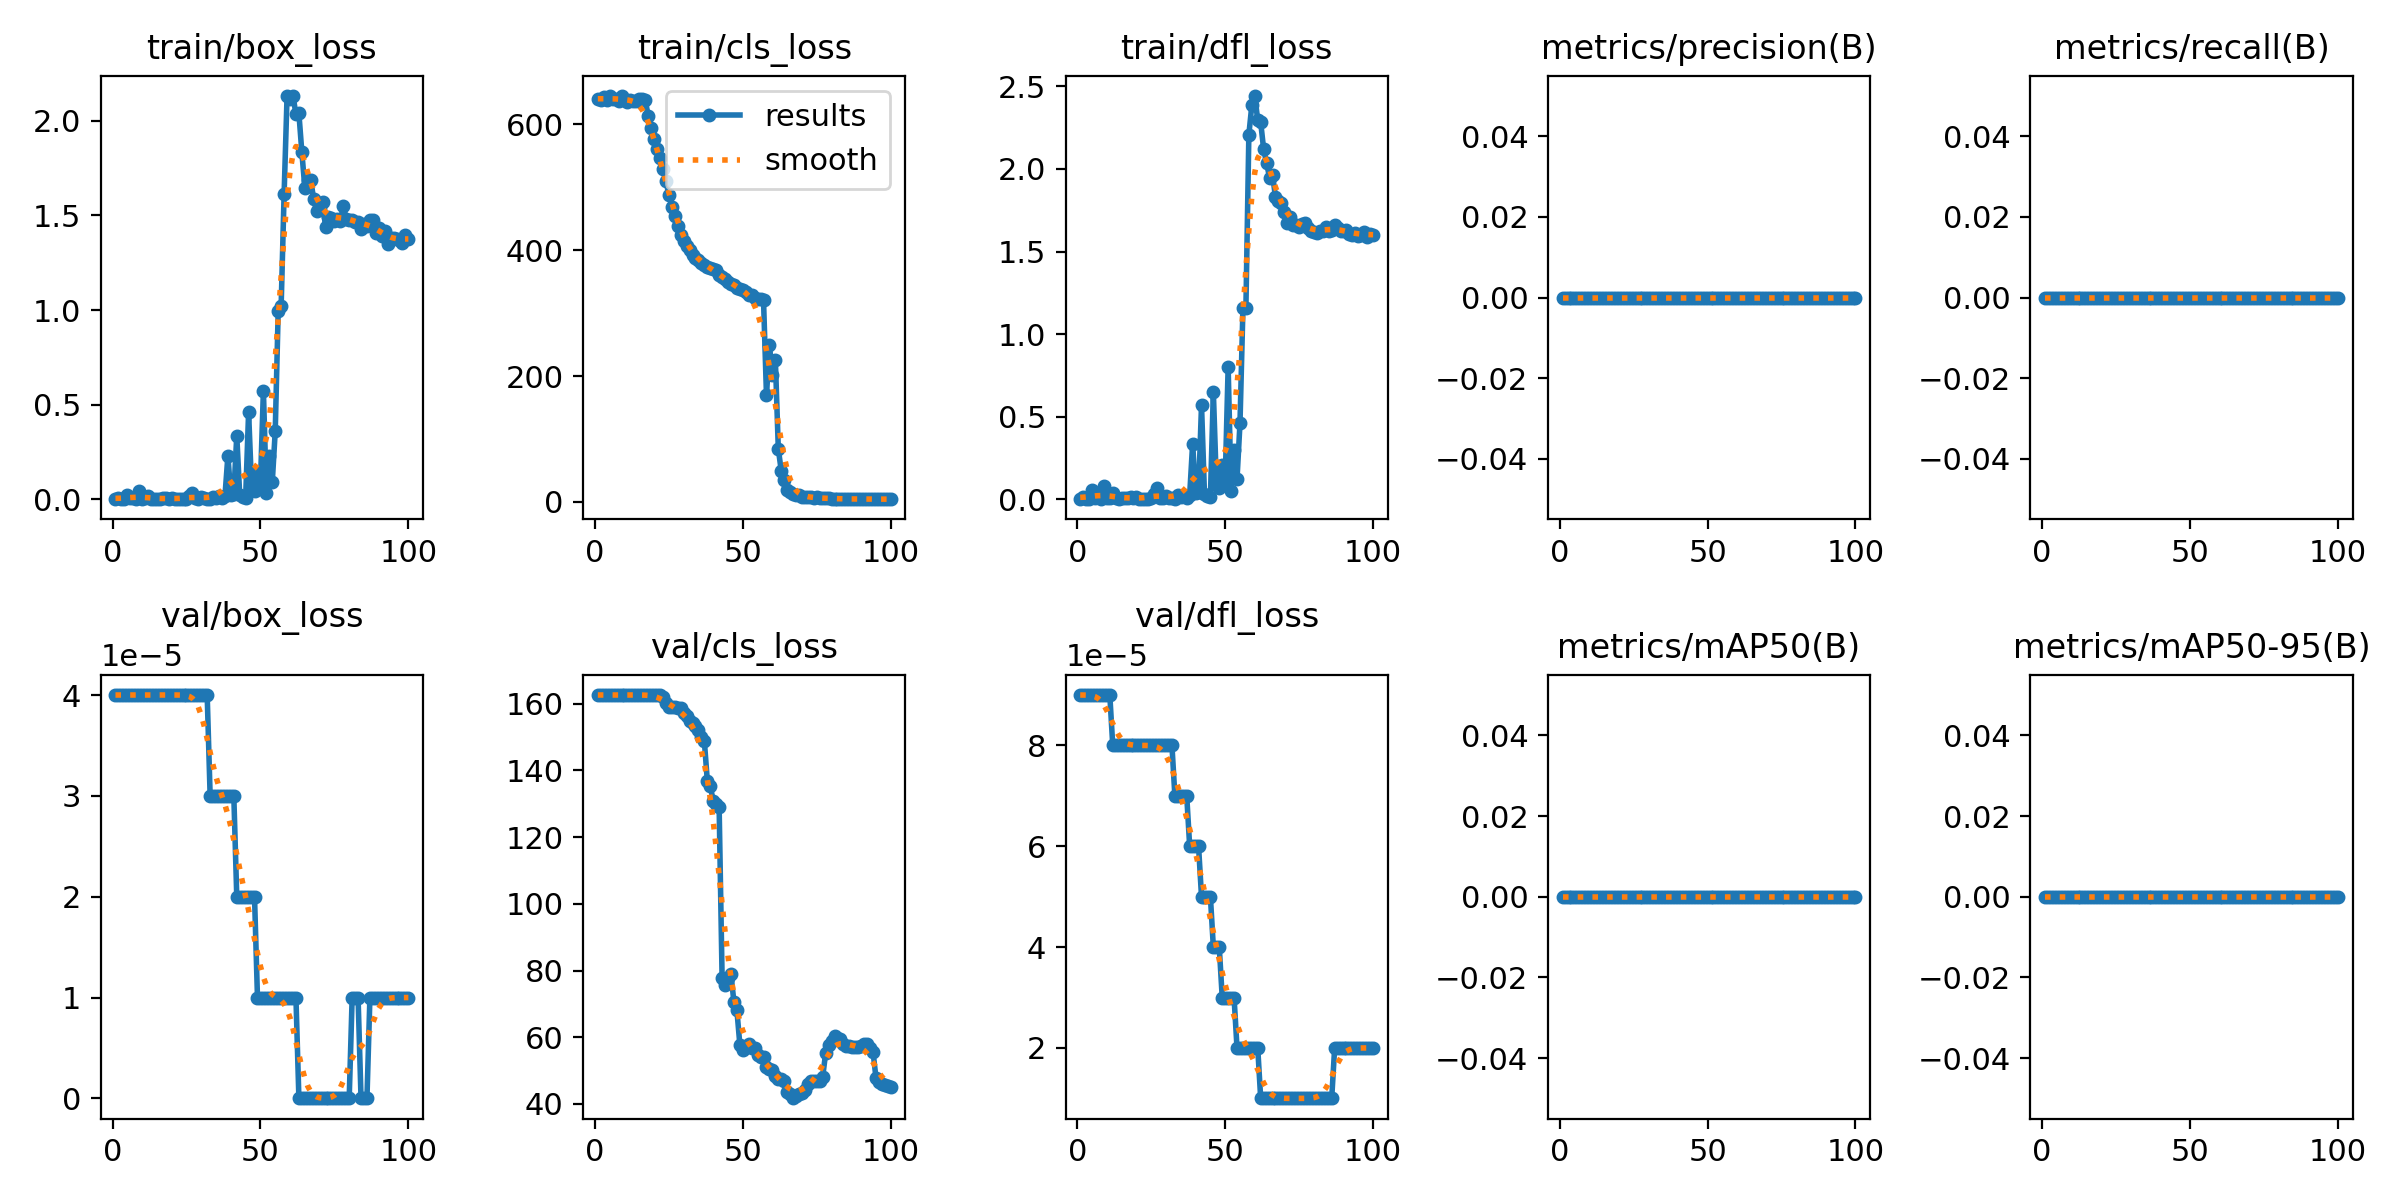 train/box_loss
train/cls_loss
train/dfl_loss
metrics/precision(B)
metrics/recall(B)
2.0
1.5
1.0
0.5
0.0
0 50 100
600
400
200
0
results
smooth
0 50 100
2.5
2.0
1.5
1.0
0.5
0.0
0 50 100
0.04
0.02
0.00
−0.02
−0.04
0 50 100
0.04
0.02
0.00
−0.02
−0.04
0 50 100
val/box_loss
1e−5
4
3
2
1
0
0 50 100
val/cls_loss
160
140
120
100
80
60
40
0 50 100
val/dfl_loss
1e−5
8
6
4
2
0 50 100
metrics/mAP50(B)
0.04
0.02
0.00
−0.02
−0.04
0 50 100
metrics/mAP50-95(B)
0.04
0.02
0.00
−0.02
−0.04
0 50 100